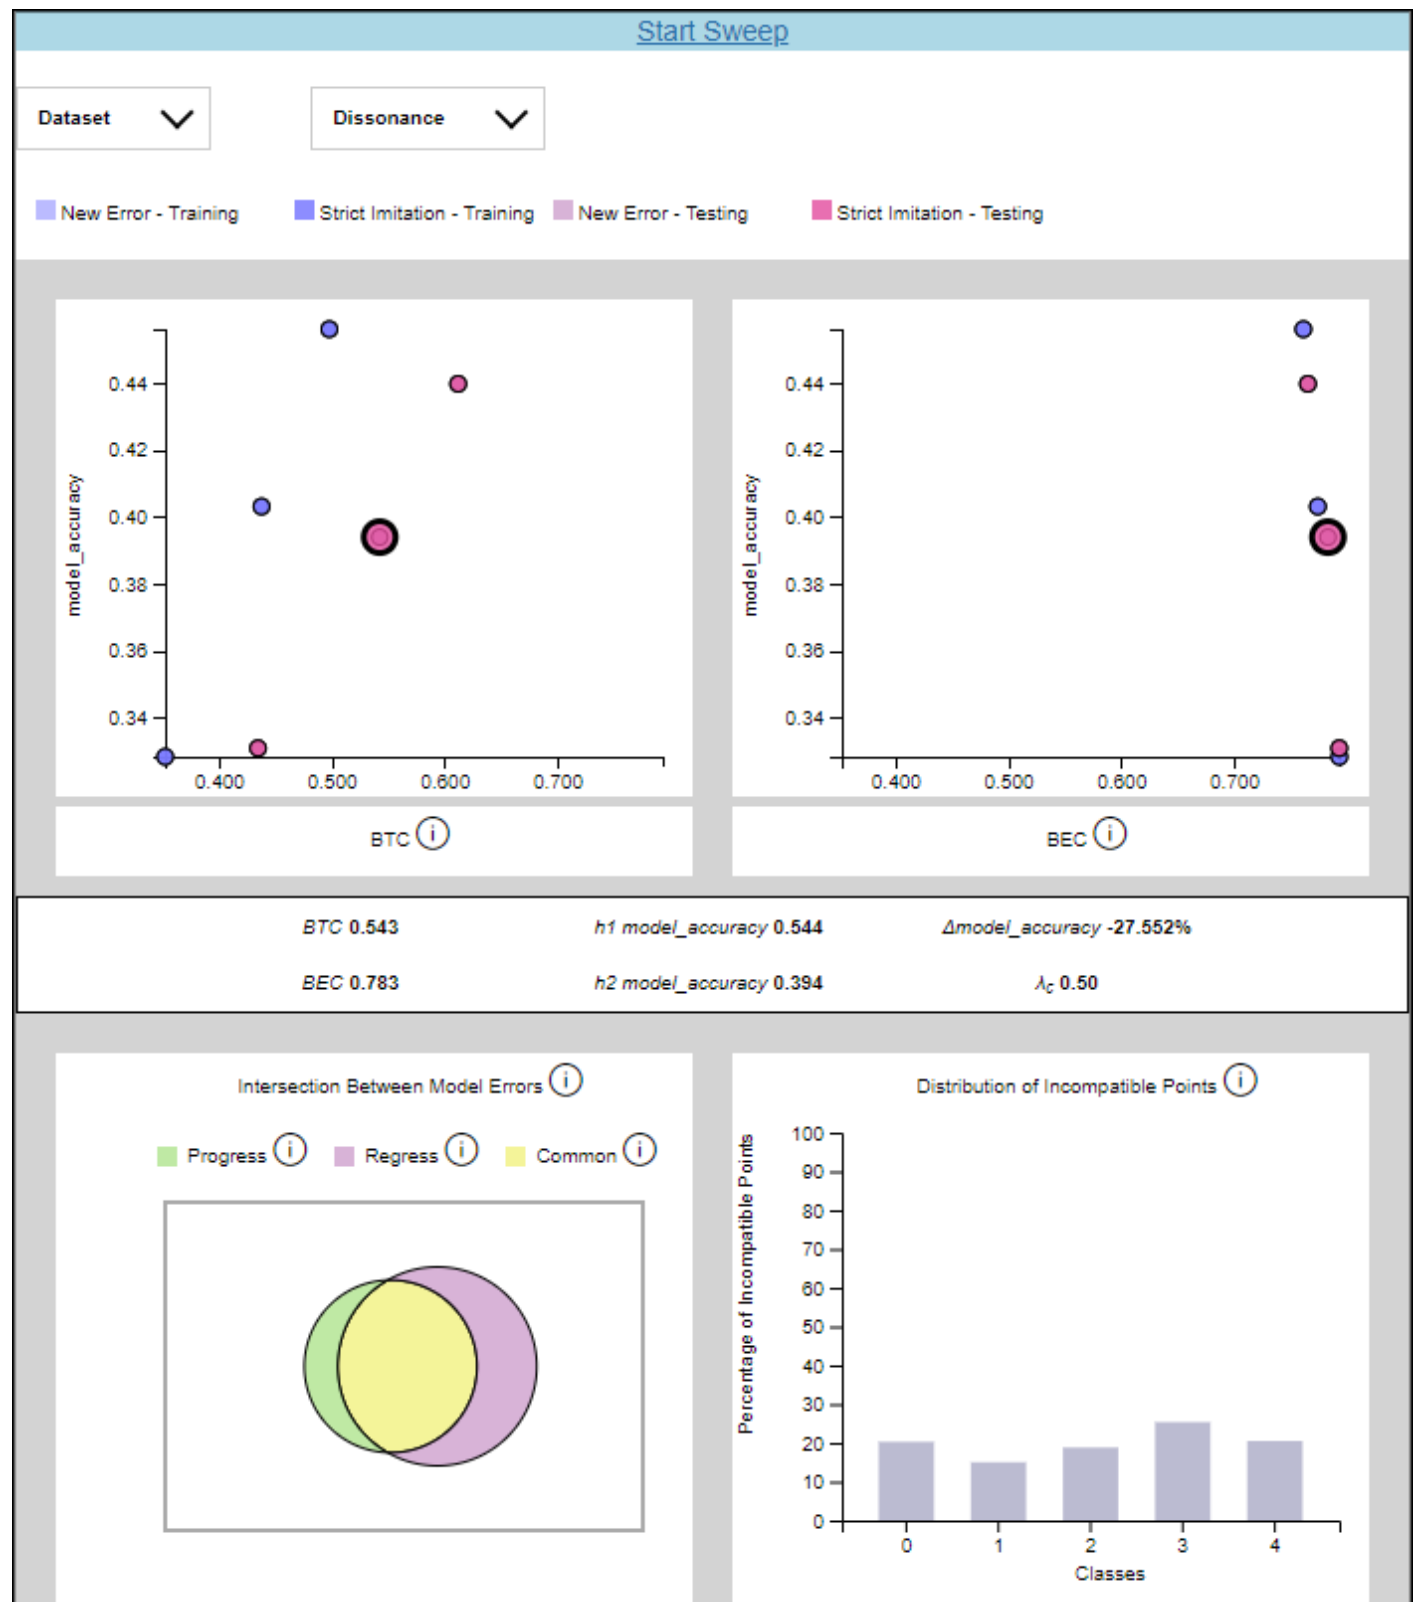 Start Sweep
Dataset Dissonance
New Error - Training Strict Imitation - Training New Error - Testing Strict Imitation - Testing
model_accuracy
0.44
0.42
0.40
0.38
0.36
0.34
0.400 0.500 0.600 0.700
BTC i
model_accuracy
0.44
0.42
0.40
0.38
0.36
0.34
0.400 0.500 0.600 0.700
BEC i
BTC 0.543 h1 model_accuracy 0.544 Δmodel_accuracy -27.552%
BEC 0.783 h2 model_accuracy 0.394 λc 0.50
Intersection Between Model Errors i
Progress i Regress i Common i
Distribution of Incompatible Points i
Percentage of Incompatible Points
100
90
80
70
60
50
40
30
20
10
0
0 1 2 3 4
Classes